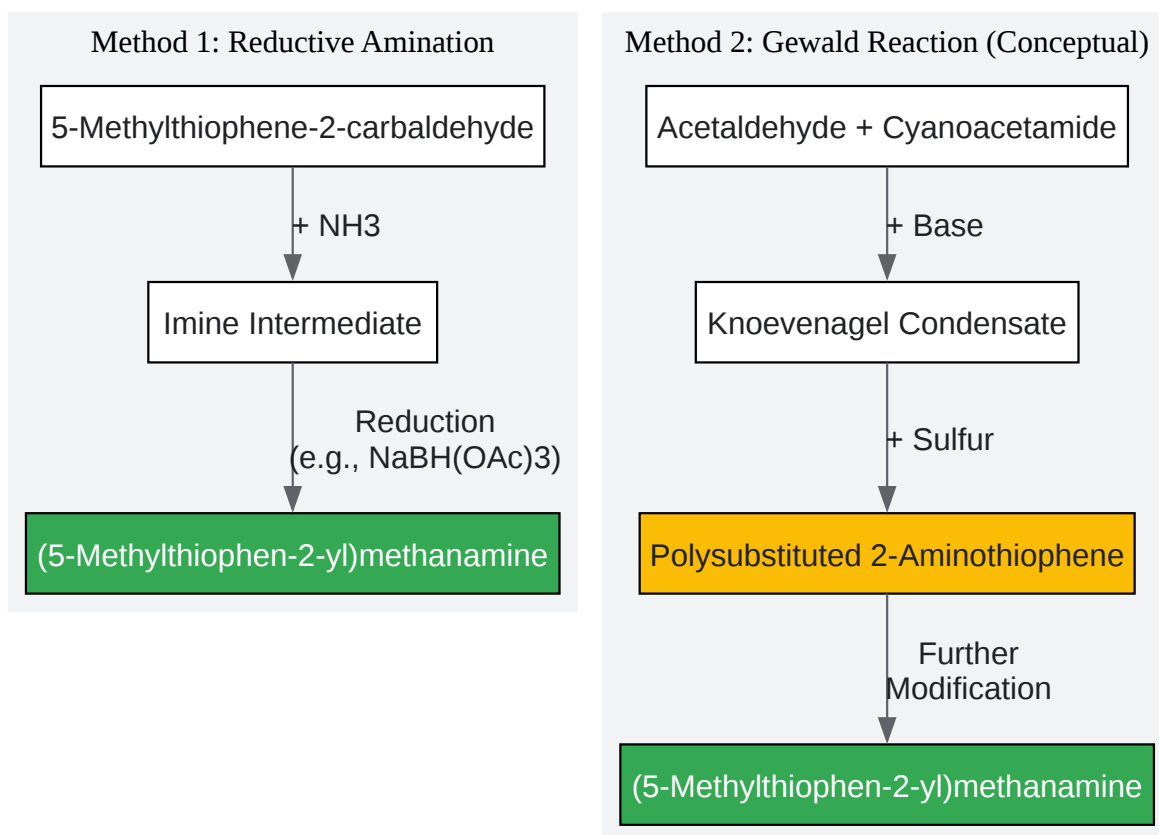 Method 1: Reductive Amination
5-Methylthiophene-2-carbaldehyde
+ NH3
Imine Intermediate
Reduction
(e.g., NaBH(OAc)3)
(5-Methylthiophen-2-yl)methanamine
Method 2: Gewald Reaction (Conceptual)
Acetaldehyde + Cyanoacetamide
+ Base
Knoevenagel Condensate
+ Sulfur
Polysubstituted 2-Aminothiophene
Further
Modification
(5-Methylthiophen-2-yl)methanamine